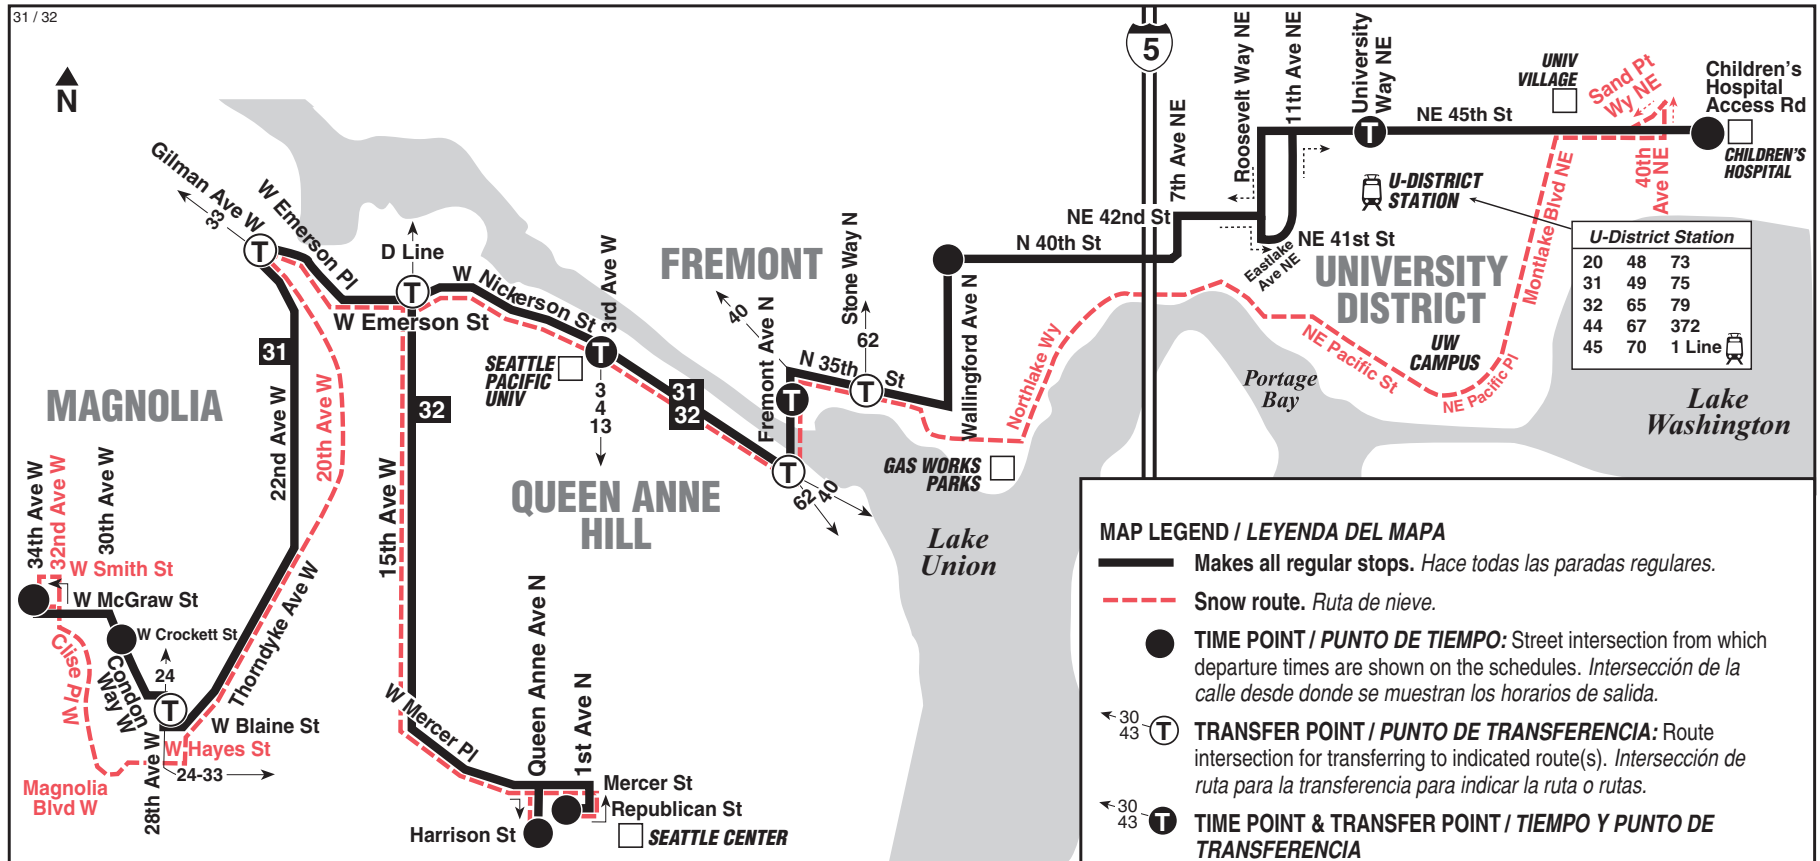 31 / 32
N
5
Gilman Ave W
33
W Emerson Pl
D Line
W Emerson St
W Nickerson St
3rd Ave W
SEATTLE
PACIFIC
UNIV
3
4
13
31
22nd Ave W
20th Ave W
32
15th Ave W
31
32
MAGNOLIA
QUEEN ANNE
HILL
FREMONT
40
Fremont Ave N
N 35th St
Stone Way N
62
62
40
Wallingford Ave N
N 40th St
7th Ave NE
NE 42nd St
Roosevelt Way NE
11th Ave NE
NE 41st St
Eastlake
Ave NE
University
Way NE
NE 45th St
UNIV
VILLAGE
Sand Pt
Wy NE
40th
Ave NE
Children's
Hospital
Access Rd
CHILDREN'S
HOSPITAL
U-DISTRICT
STATION
U-District Station
20 48 73
31 49 75
32 65 79
44 67 372
45 70 1 Line
UNIVERSITY
DISTRICT
UW
CAMPUS
Montlake Blvd NE
NE Pacific Pl
NE Pacific St
Northlake Wy
Portage
Bay
Lake
Washington
GAS WORKS
PARKS
Lake
Union
34th Ave W
32nd Ave W
30th Ave W
W Smith St
W McGraw St
W Crockett St
Condon
Way W
Clise Pl W
24
Thorndyke Ave W
W Blaine St
W Hayes St
24-33
28th Ave W
Magnolia
Blvd W
W Mercer Pl
Queen Anne Ave N
1st Ave N
Mercer St
Republican St
Harrison St
SEATTLE CENTER
T
T
T
T
T
T
T
T
MAP LEGEND / LEYENDA DEL MAPA
Makes all regular stops. Hace todas las paradas regulares.
Snow route. Ruta de nieve.
TIME POINT / PUNTO DE TIEMPO: Street intersection from which
departure times are shown on the schedules. Intersección de la
calle desde donde se muestran los horarios de salida.
30
43
T
TRANSFER POINT / PUNTO DE TRANSFERENCIA: Route
intersection for transferring to indicated route(s). Intersección de
ruta para la transferencia para indicar la ruta o rutas.
30
43
T
TIME POINT & TRANSFER POINT / TIEMPO Y PUNTO DE
TRANSFERENCIA